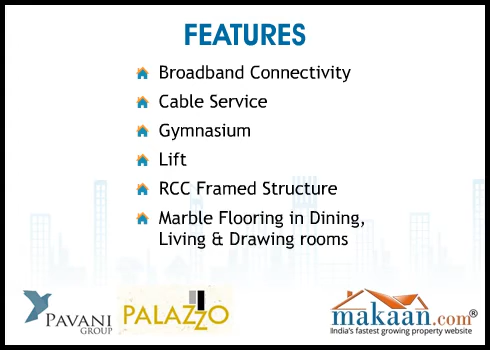 FEATURES
Broadband Connectivity
Cable Service
Gymnasium
Lift
RCC Framed Structure
Marble Flooring in Dining,
Living & Drawing rooms
PAVANI
GROUP
PALAZZO
makaan.com®
India's fastest growing property website